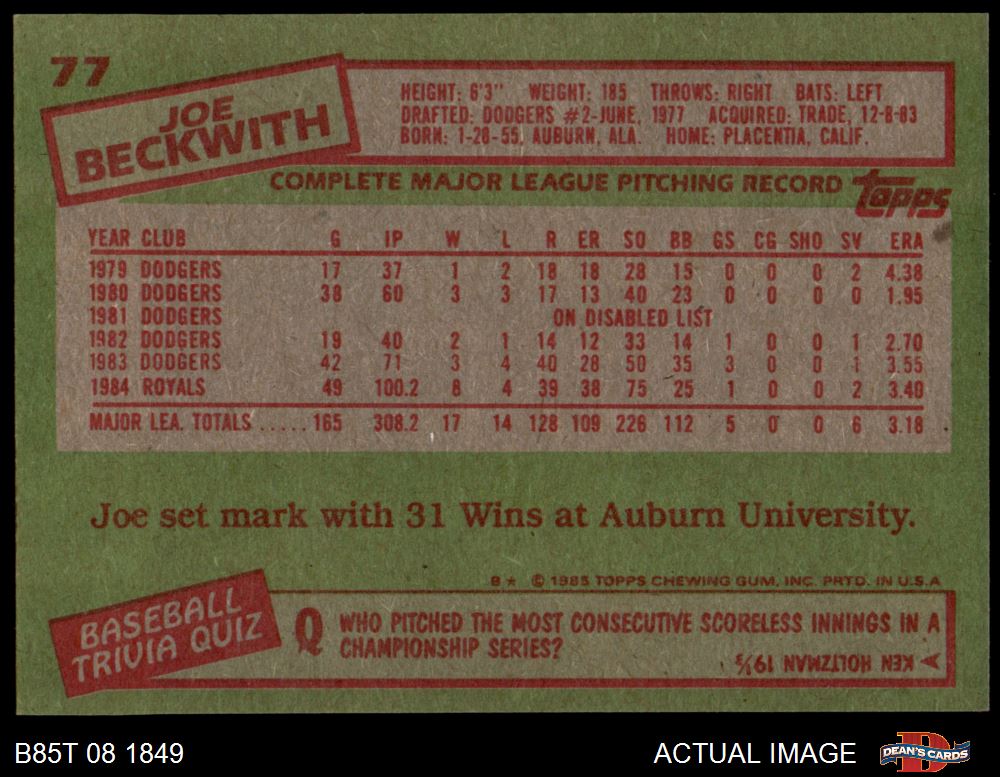 77
JOE
BECKWITH
HEIGHT: 6'3" WEIGHT: 185 THROWS: RIGHT BATS: LEFT
DRAFTED: DODGERS #2-JUNE, 1977 ACQUIRED: TRADE, 12-8-83
BORN: 1-28-55, AUBURN, ALA. HOME: PLACENTIA, CALIF.
COMPLETE MAJOR LEAGUE PITCHING RECORD topps
YEAR CLUB G IP W L R ER SO BB GS CG SHO SV ERA
1979 DODGERS 17 37 1 2 18 18 28 15 0 0 0 2 4.38
1980 DODGERS 38 60 3 3 17 13 40 23 0 0 0 0 1.95
1981 DODGERS ON DISABLED LIST
1982 DODGERS 19 40 2 1 14 12 33 14 1 0 0 1 2.70
1983 DODGERS 42 71 3 4 40 28 50 35 3 0 0 1 3.55
1984 ROYALS 49 100.2 8 4 39 38 75 25 1 0 0 2 3.40
MAJOR LEA. TOTALS ..... 165 308.2 17 14 128 109 226 112 5 0 0 6 3.18
Joe set mark with 31 Wins at Auburn University.
B* © 1985 TOPPS CHEWING GUM, INC. PRTD. IN U.S.A
BASEBALL
TRIVIA QUIZ
Q WHO PITCHED THE MOST CONSECUTIVE SCORELESS INNINGS IN A
CHAMPIONSHIP SERIES?
A KEN HOLTZMAN 19⅓
B85T 08 1849
ACTUAL IMAGE
DEAN'S CARDS